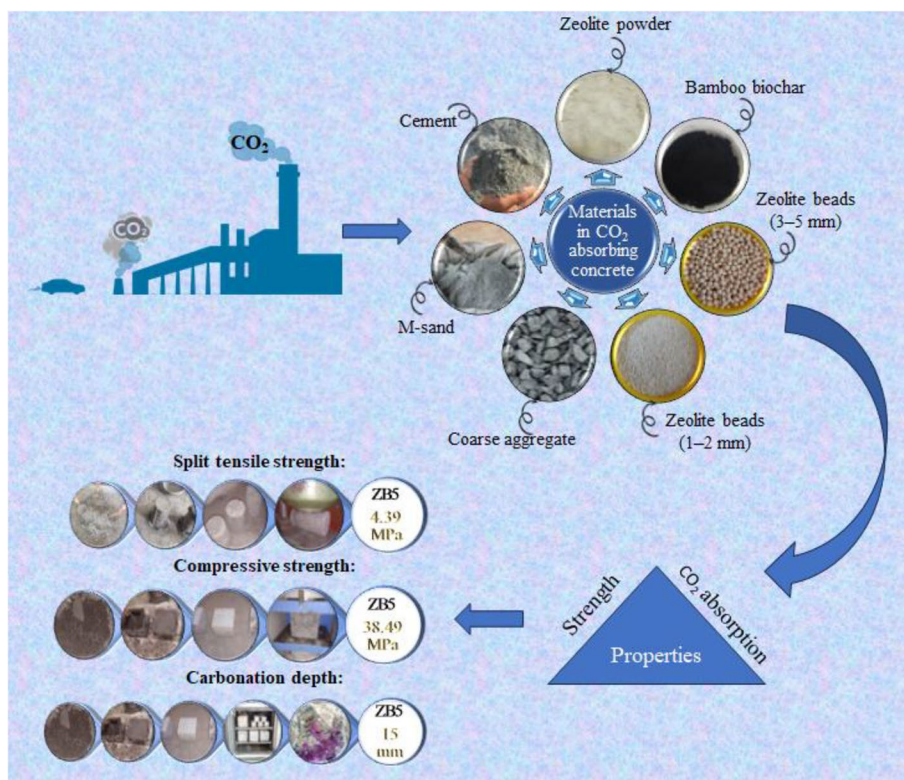 Zeolite powder
Bamboo biochar
Cement
CO₂
CO₂
Zeolite beads
(3–5 mm)
Materials
in CO₂
absorbing
concrete
M-sand
Coarse aggregate
Zeolite beads
(1–2 mm)
Split tensile strength:
ZB5
4.39
MPa
Compressive strength:
ZB5
38.49
MPa
Carbonation depth:
ZB5
15
mm
Strength
CO₂ absorption
Properties